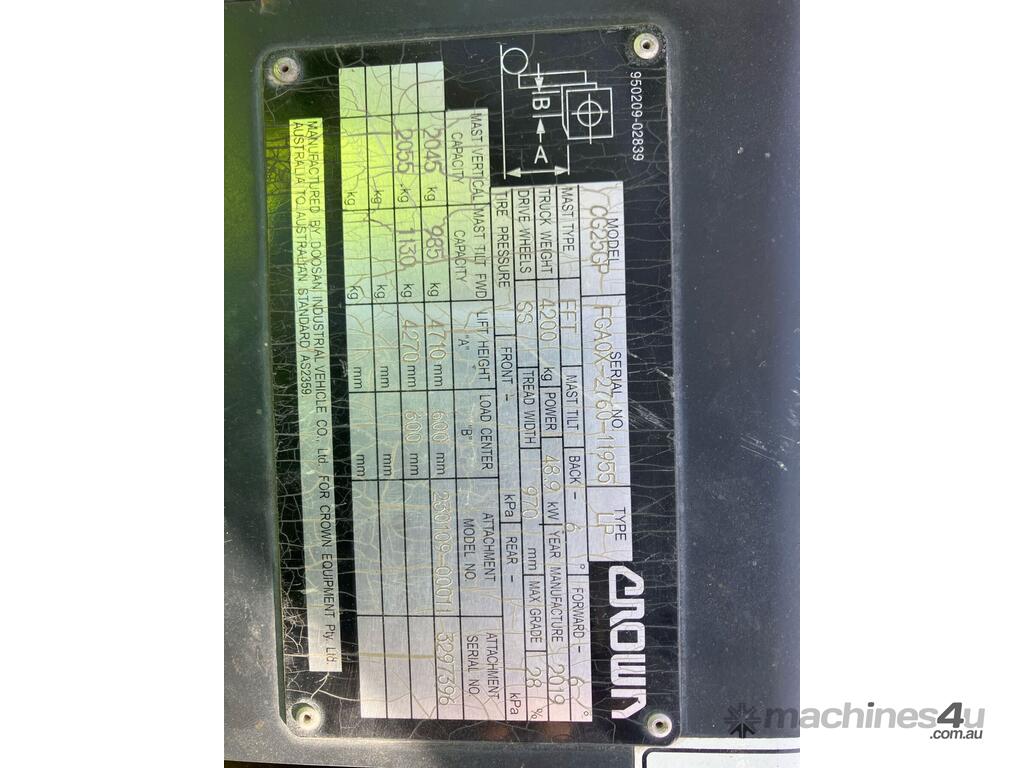 950209-02839
CROWN
MODEL SERIAL NO. TYPE
CG25GP FGA0X-2760-11955 LP
MAST TYPE FFT MAST TILT BACK - 6 ° FORWARD - 6 °
TRUCK WEIGHT 4200 kg POWER 48.9 kW YEAR MANUFACTURE 2019
DRIVE WHEELS SS TREAD WIDTH 970 mm MAX GRADE 28 %
TIRE PRESSURE FRONT - kPa REAR - kPa
B
A
MAST VERTICAL CAPACITY MAST TILT FWD CAPACITY LIFT HEIGHT "A" LOAD CENTER "B" ATTACHMENT MODEL NO. ATTACHMENT SERIAL NO.
2045 kg 985 kg 4710 mm 600 mm 250109-00011 3297396
2055 kg 1130 kg 4270 mm 600 mm
kg kg mm mm
kg kg mm mm
MANUFACTURED BY DOOSAN INDUSTRIAL VEHICLE CO., Ltd. FOR CROWN EQUIPMENT Pty. Ltd.
AUSTRALIA TO AUSTRALIAN STANDARD AS2359.
machines4u
.com.au